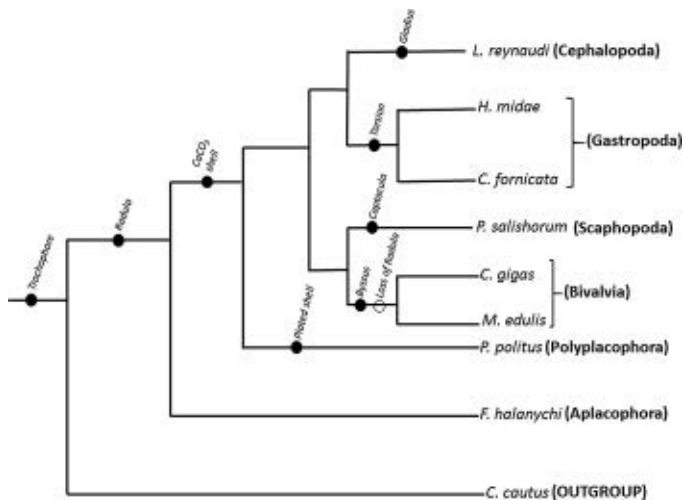 Gladius
L. reynaudi (Cephalopoda)
H. midae
Torsion
(Gastropoda)
CaCO3
shell
C. fornicata
Captacula
P. salishorum (Scaphopoda)
Radula
Trochophore
C. gigas
Byssus
Loss of Radula
(Bivalvia)
M. edulis
Plated shell
P. politus (Polyplacophora)
F. halanychi (Aplacophora)
C. cautus (OUTGROUP)